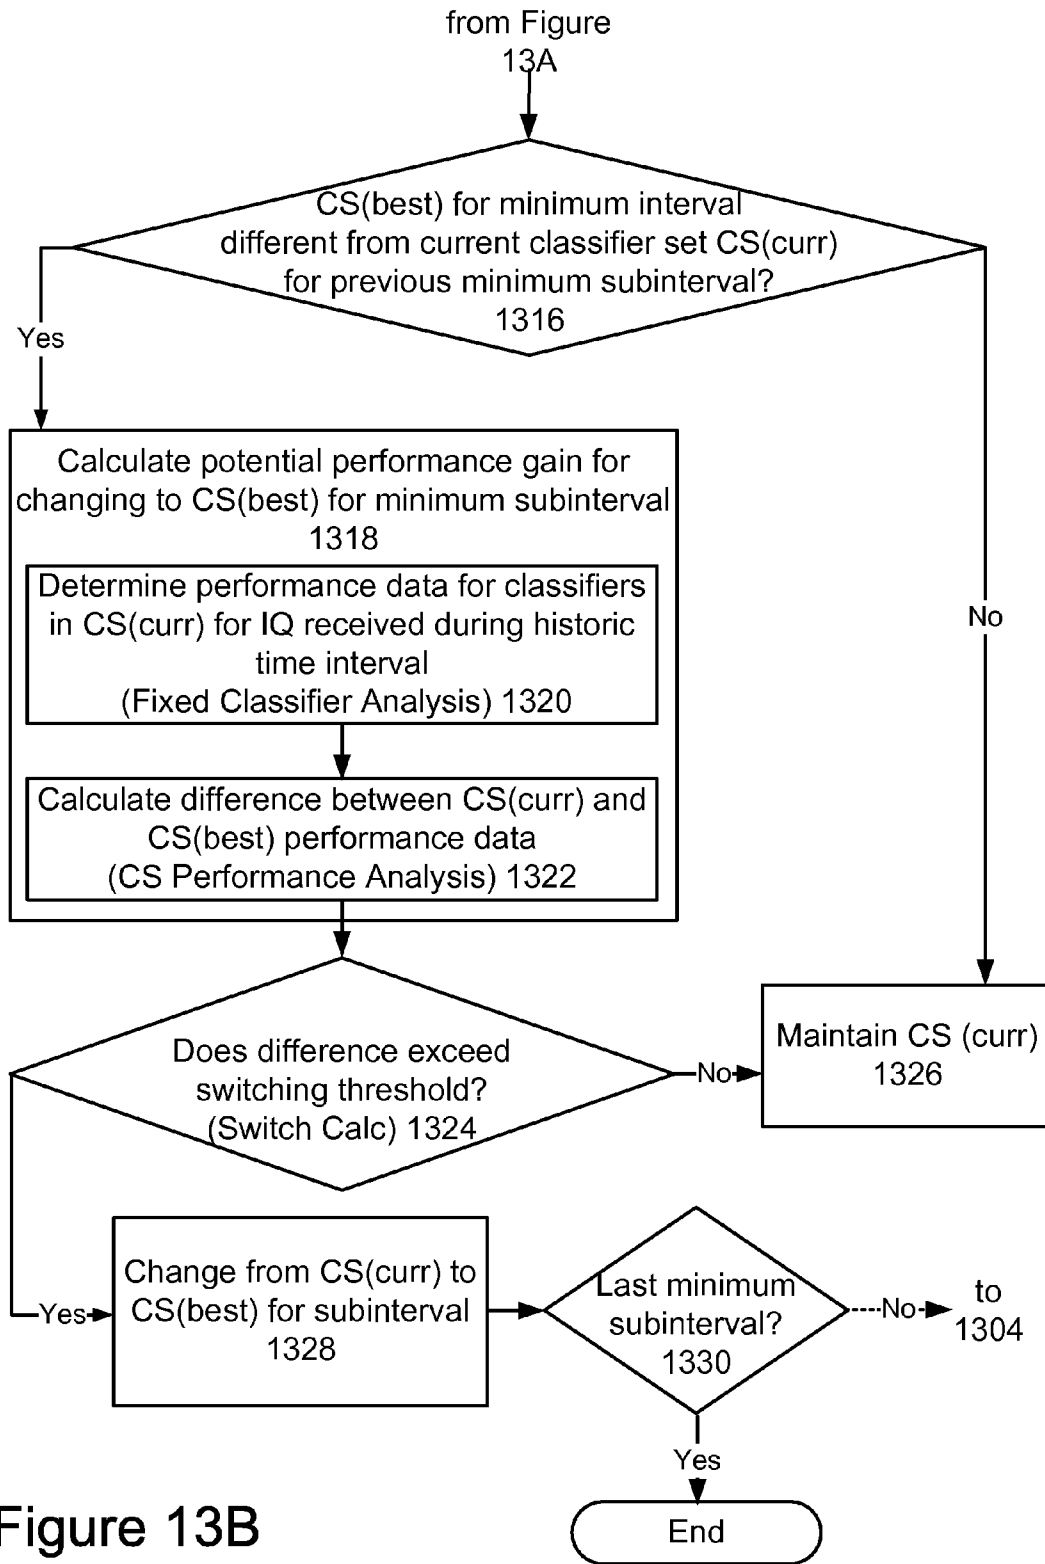 from Figure
13A
CS(best) for minimum interval
different from current classifier set CS(curr)
for previous minimum subinterval?
1316
Yes
No
Calculate potential performance gain for
changing to CS(best) for minimum subinterval
1318
Determine performance data for classifiers
in CS(curr) for IQ received during historic
time interval
(Fixed Classifier Analysis) 1320
Calculate difference between CS(curr) and
CS(best) performance data
(CS Performance Analysis) 1322
Does difference exceed
switching threshold?
(Switch Calc) 1324
No
Maintain CS (curr)
1326
Yes
Change from CS(curr) to
CS(best) for subinterval
1328
Last minimum
subinterval?
1330
No
to
1304
Yes
End
Figure 13B